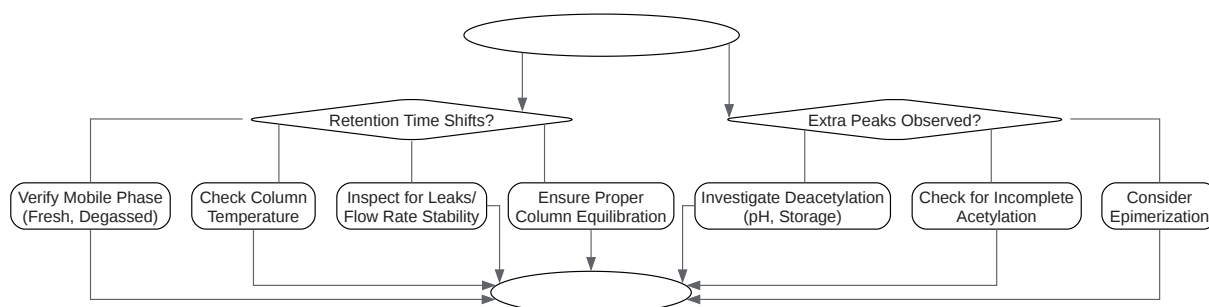 Retention Time Shifts?
Extra Peaks Observed?
Verify Mobile Phase
(Fresh, Degassed)
Check Column
Temperature
Inspect for Leaks/
Flow Rate Stability
Ensure Proper
Column Equilibration
Investigate Deacetylation
(pH, Storage)
Check for Incomplete
Acetylation
Consider
Epimerization